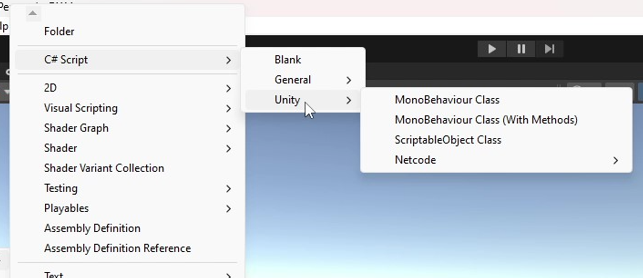 Folder
C# Script
2D
Visual Scripting
Shader Graph
Shader
Shader Variant Collection
Testing
Playables
Assembly Definition
Assembly Definition Reference
Text
Blank
General
Unity
MonoBehaviour Class
MonoBehaviour Class (With Methods)
ScriptableObject Class
Netcode